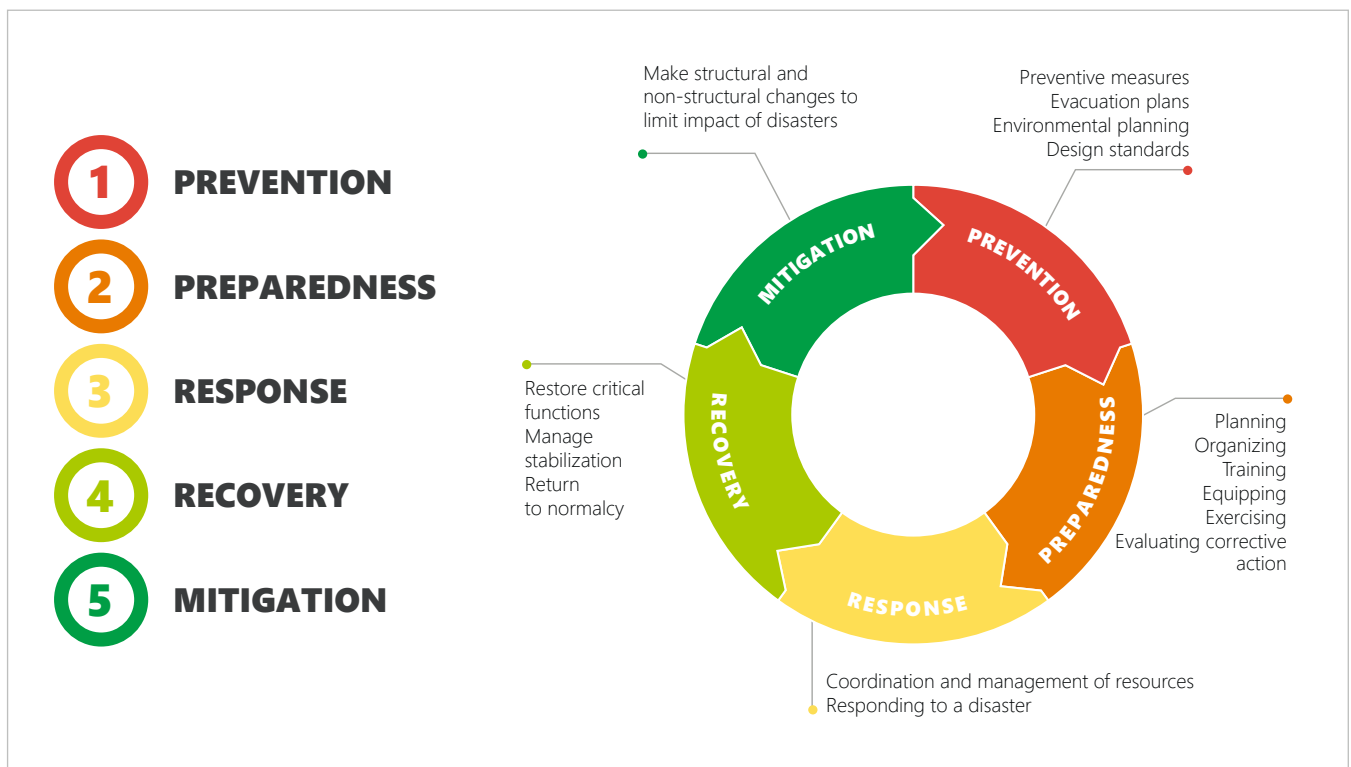 1 PREVENTION
2 PREPAREDNESS
3 RESPONSE
4 RECOVERY
5 MITIGATION
Make structural and
non-structural changes to
limit impact of disasters
Preventive measures
Evacuation plans
Environmental planning
Design standards
MITIGATION
PREVENTION
Restore critical
functions
Manage
stabilization
Return
to normalcy
RECOVERY
PREPAREDNESS
Planning
Organizing
Training
Equipping
Exercising
Evaluating corrective
action
RESPONSE
Coordination and management of resources
Responding to a disaster